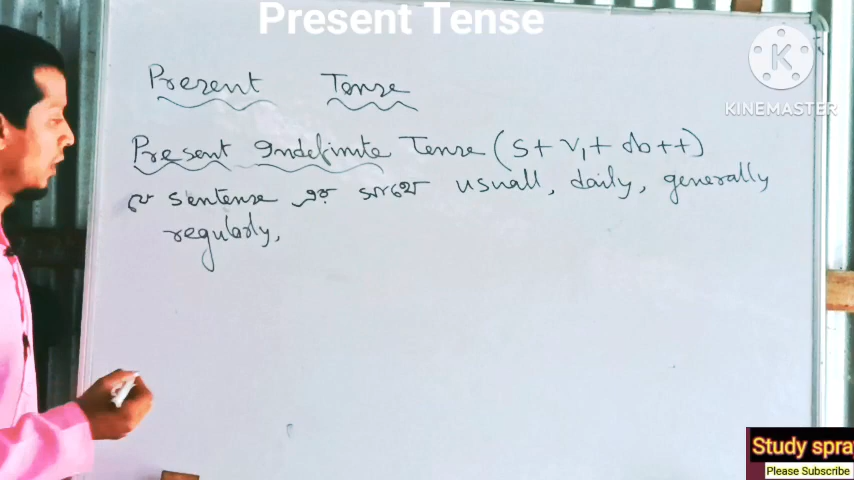 Present Tense
KINEMASTER
Present Tense
Present Indefinite Tense (S+ V1+ ob++)
যে sentense এর সাথে usuall, daily, generally
regularly,
Study spra
Please Subscribe